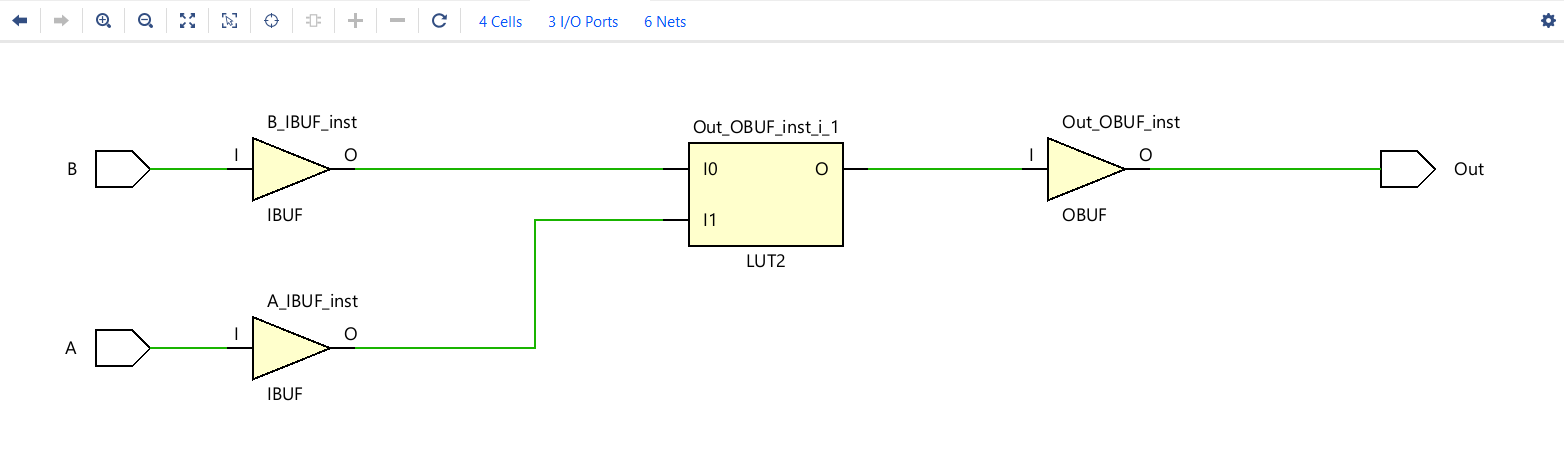 4 Cells 3 I/O Ports 6 Nets
B_IBUF_inst
Out_OBUF_inst_i_1
Out_OBUF_inst
B
I
O
I0
O
I
O
Out
IBUF
I1
OBUF
LUT2
A_IBUF_inst
A
I
O
IBUF